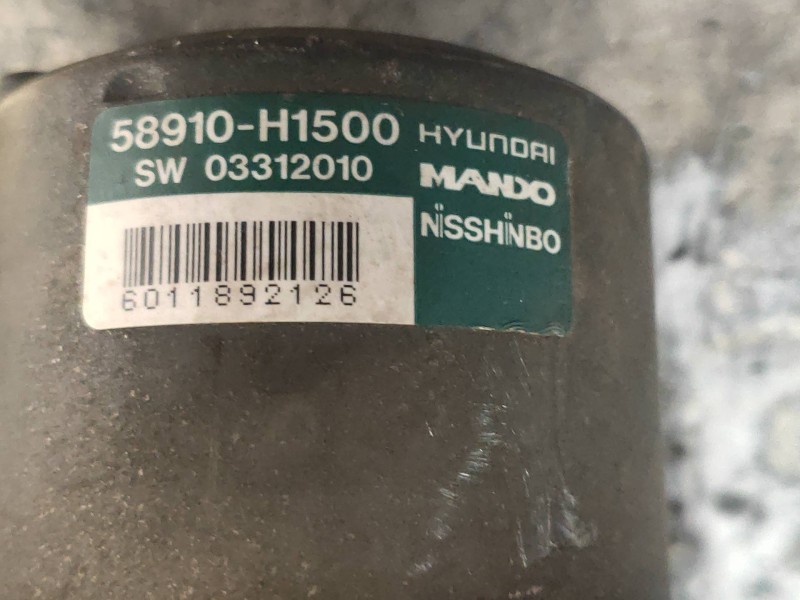 58910-H1500
SW 03312010
6011892126
HYUNDAI
MANDO
NISSHINBO